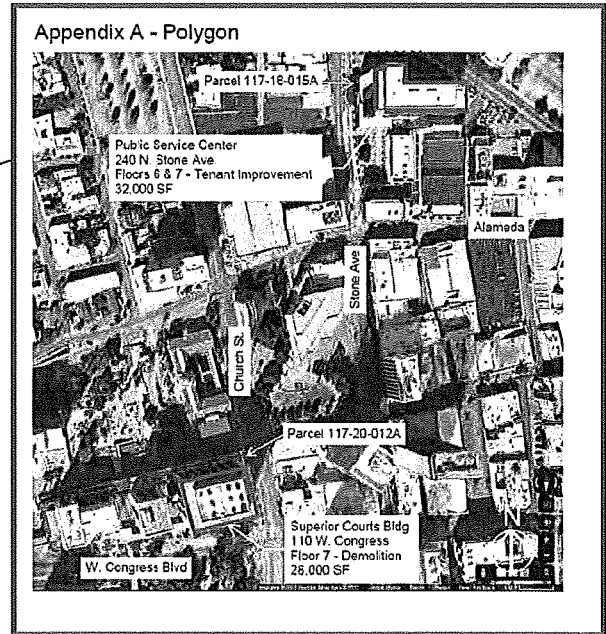 Appendix A - Polygon
Parcel 117-18-015A
Public Service Center
240 N. Stone Ave.
Floors 6 & 7 - Tenant Improvement
32,000 SF
Alameda
Stone Ave
Church St.
Parcel 117-20-012A
Superior Courts Bldg
110 W. Congress
Floor 7 - Demolition
28,000 SF
W. Congress Blvd
N